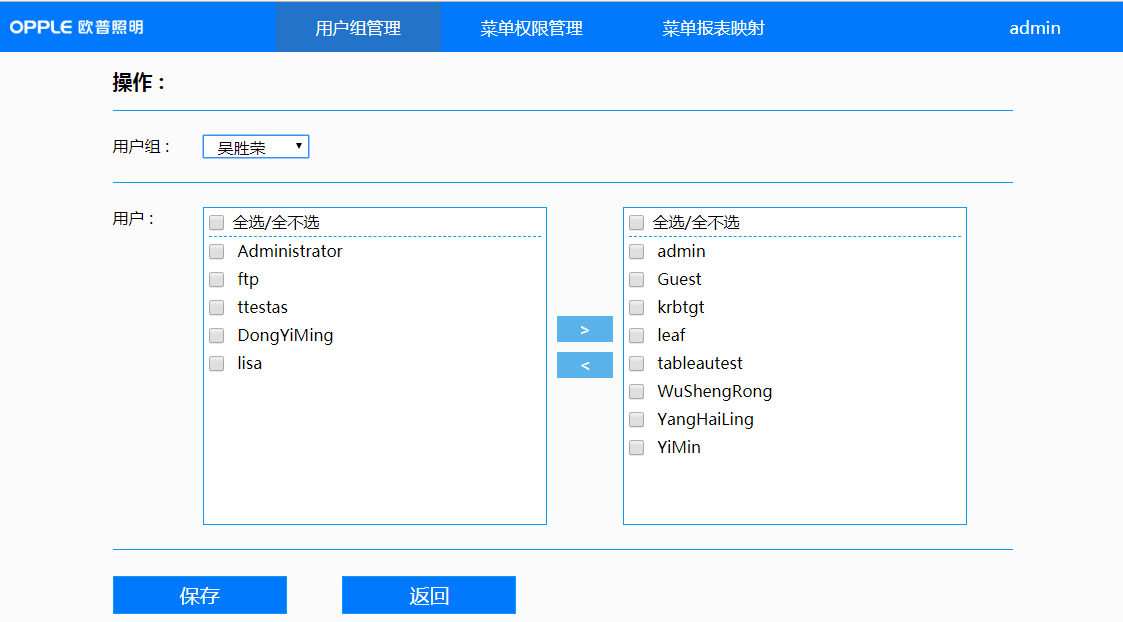 OPPLE 欧普照明 用户组管理 菜单权限管理 菜单报表映射 admin
操作：
用户组： 吴胜荣
用户：
全选/全不选
Administrator
ftp
ttestas
DongYiMing
lisa
>
<
全选/全不选
admin
Guest
krbtgt
leaf
tableautest
WuShengRong
YangHaiLing
YiMin
保存 返回